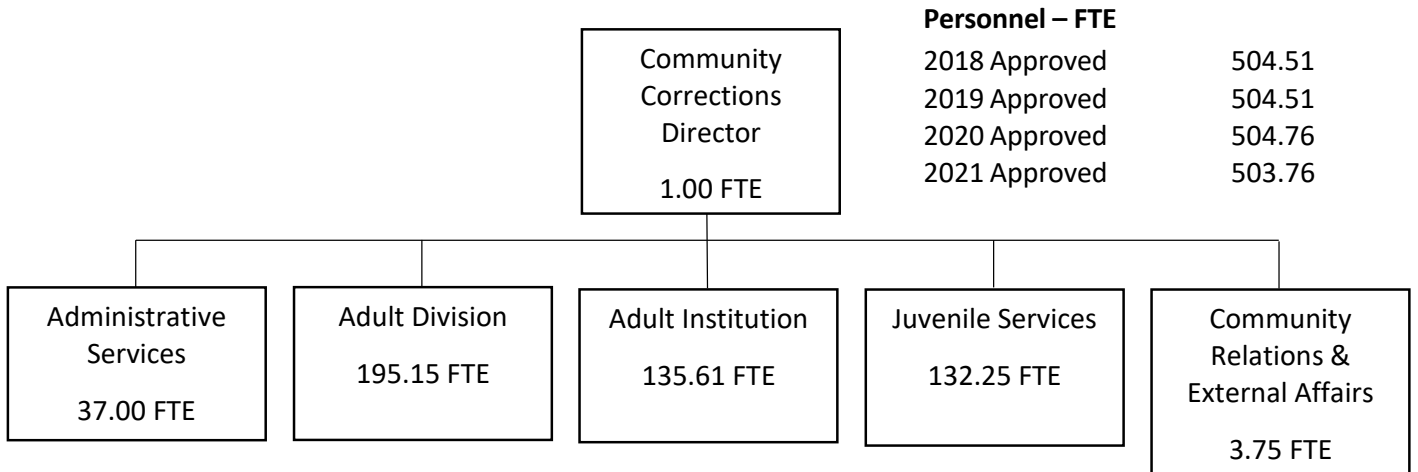 Personnel – FTE
2018 Approved 504.51
2019 Approved 504.51
2020 Approved 504.76
2021 Approved 503.76
Community
Corrections
Director
1.00 FTE
Administrative
Services
37.00 FTE
Adult Division
195.15 FTE
Adult Institution
135.61 FTE
Juvenile Services
132.25 FTE
Community
Relations &
External Affairs
3.75 FTE